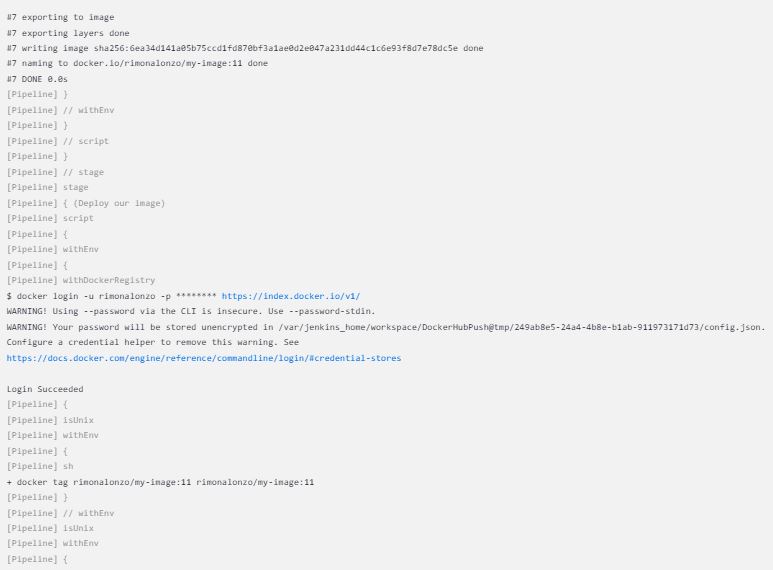 #7 exporting to image
#7 exporting layers done
#7 writing image sha256:6ea34d141a05b75ccd1fd870bf3a1ae0d2e047a231dd44c1c6e93f8d7e78dc5e done
#7 naming to docker.io/rimonalonzo/my-image:11 done
#7 DONE 0.0s
[Pipeline] }
[Pipeline] // withEnv
[Pipeline] }
[Pipeline] // script
[Pipeline] }
[Pipeline] // stage
[Pipeline] stage
[Pipeline] { (Deploy our image)
[Pipeline] script
[Pipeline] {
[Pipeline] withEnv
[Pipeline] {
[Pipeline] withDockerRegistry
$ docker login -u rimonalonzo -p ******** https://index.docker.io/v1/
WARNING! Using --password via the CLI is insecure. Use --password-stdin.
WARNING! Your password will be stored unencrypted in /var/jenkins_home/workspace/DockerHubPush@tmp/249ab8e5-24a4-4b8e-b1ab-911973171d73/config.json.
Configure a credential helper to remove this warning. See
https://docs.docker.com/engine/reference/commandline/login/#credential-stores
Login Succeeded
[Pipeline] {
[Pipeline] isUnix
[Pipeline] withEnv
[Pipeline] {
[Pipeline] sh
+ docker tag rimonalonzo/my-image:11 rimonalonzo/my-image:11
[Pipeline] }
[Pipeline] // withEnv
[Pipeline] isUnix
[Pipeline] withEnv
[Pipeline] {